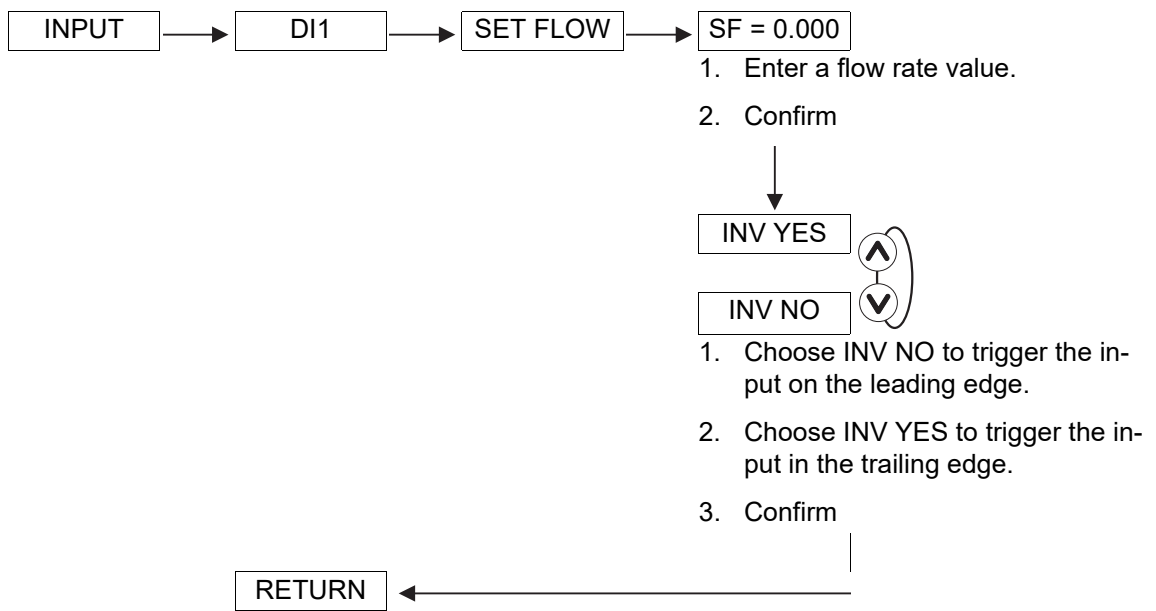 INPUT DI1 SET FLOW SF = 0.000
1. Enter a flow rate value.
2. Confirm
INV YES
INV NO
1. Choose INV NO to trigger the in-
put on the leading edge.
2. Choose INV YES to trigger the in-
put in the trailing edge.
3. Confirm
RETURN